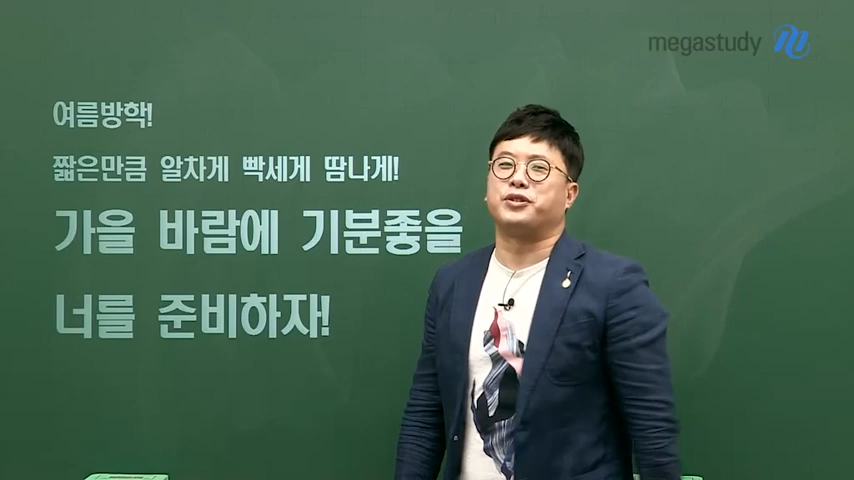 megastudy
여름방학!
짧은만큼 알차게 빡세게 땀나게!
가을 바람에 기분좋을
너를 준비하자!